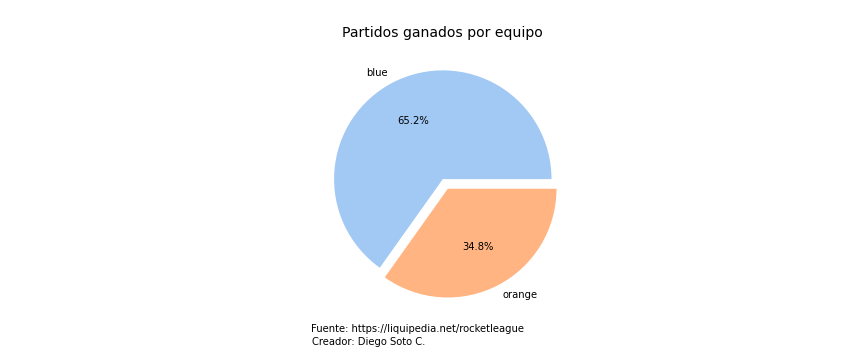 Partidos ganados por equipo
blue
65.2%
34.8%
orange
Fuente: https://liquipedia.net/rocketleague
Creador: Diego Soto C.